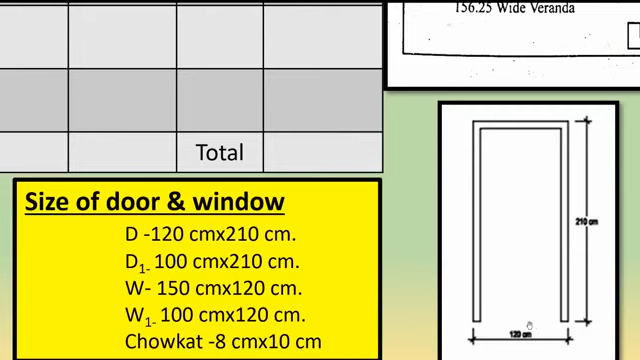 156.25 Wide Veranda
Total
Size of door & window
D -120 cmx210 cm.
D1- 100 cmx210 cm.
W- 150 cmx120 cm.
W1- 100 cmx120 cm.
Chowkat -8 cmx10 cm
210 cm
120 cm